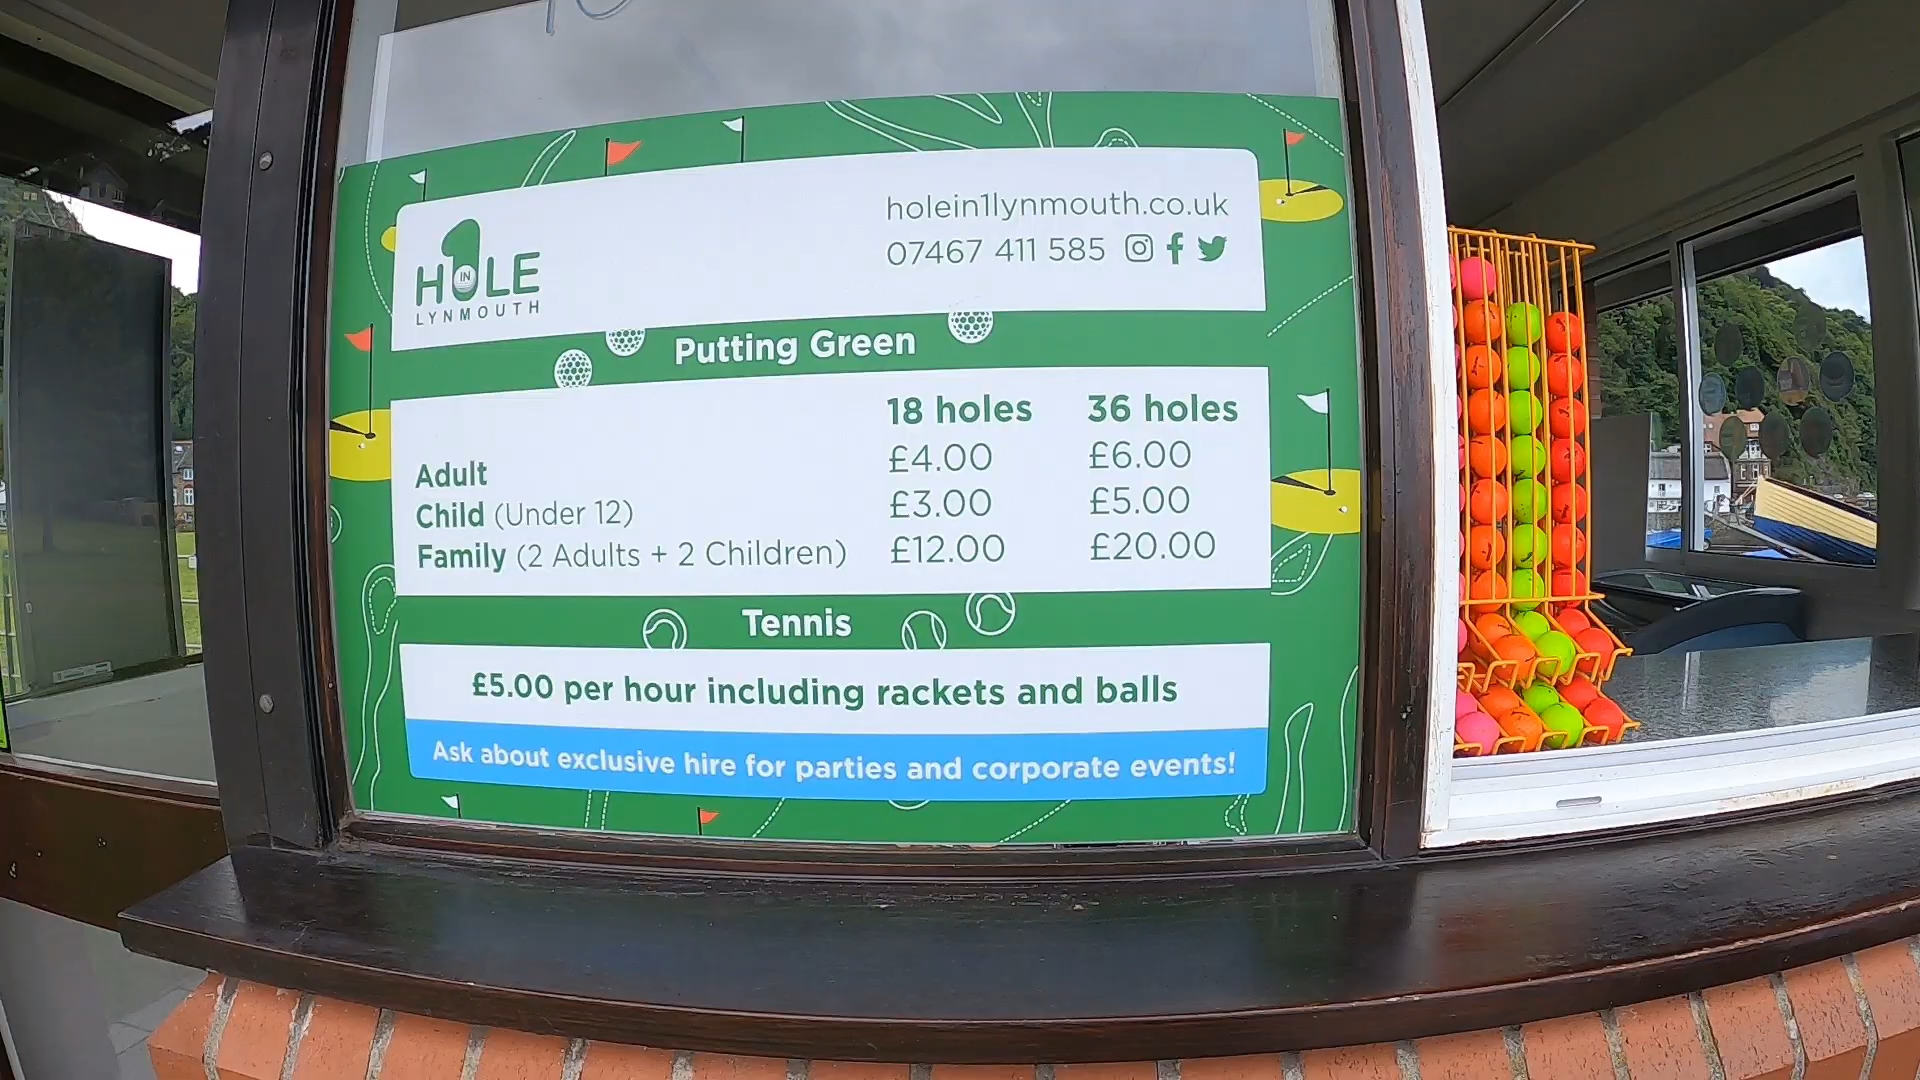 1
HOLE
IN
LYNMOUTH
holein1lynmouth.co.uk
07467 411 585
Putting Green
18 holes 36 holes
Adult £4.00 £6.00
Child (Under 12) £3.00 £5.00
Family (2 Adults + 2 Children) £12.00 £20.00
Tennis
£5.00 per hour including rackets and balls
Ask about exclusive hire for parties and corporate events!